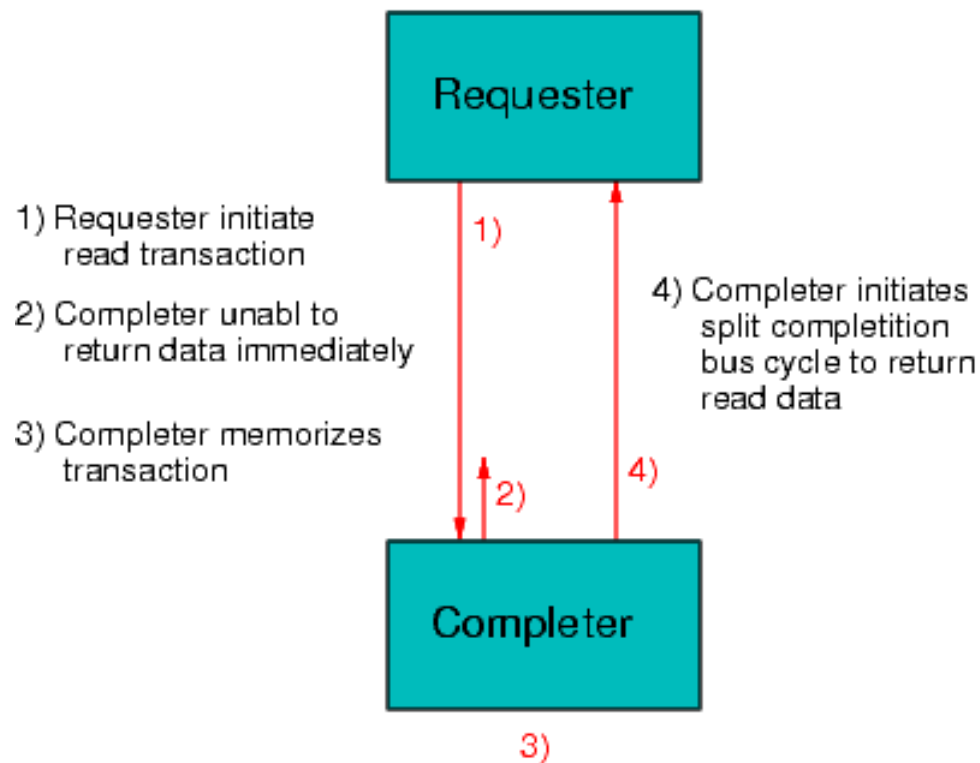 Requester
1) Requester initiate
read transaction
2) Completer unabl to
return data immediately
3) Completer memorizes
transaction
1)
2)
4)
4) Completer initiates
split completition
bus cycle to return
read data
Completer
3)